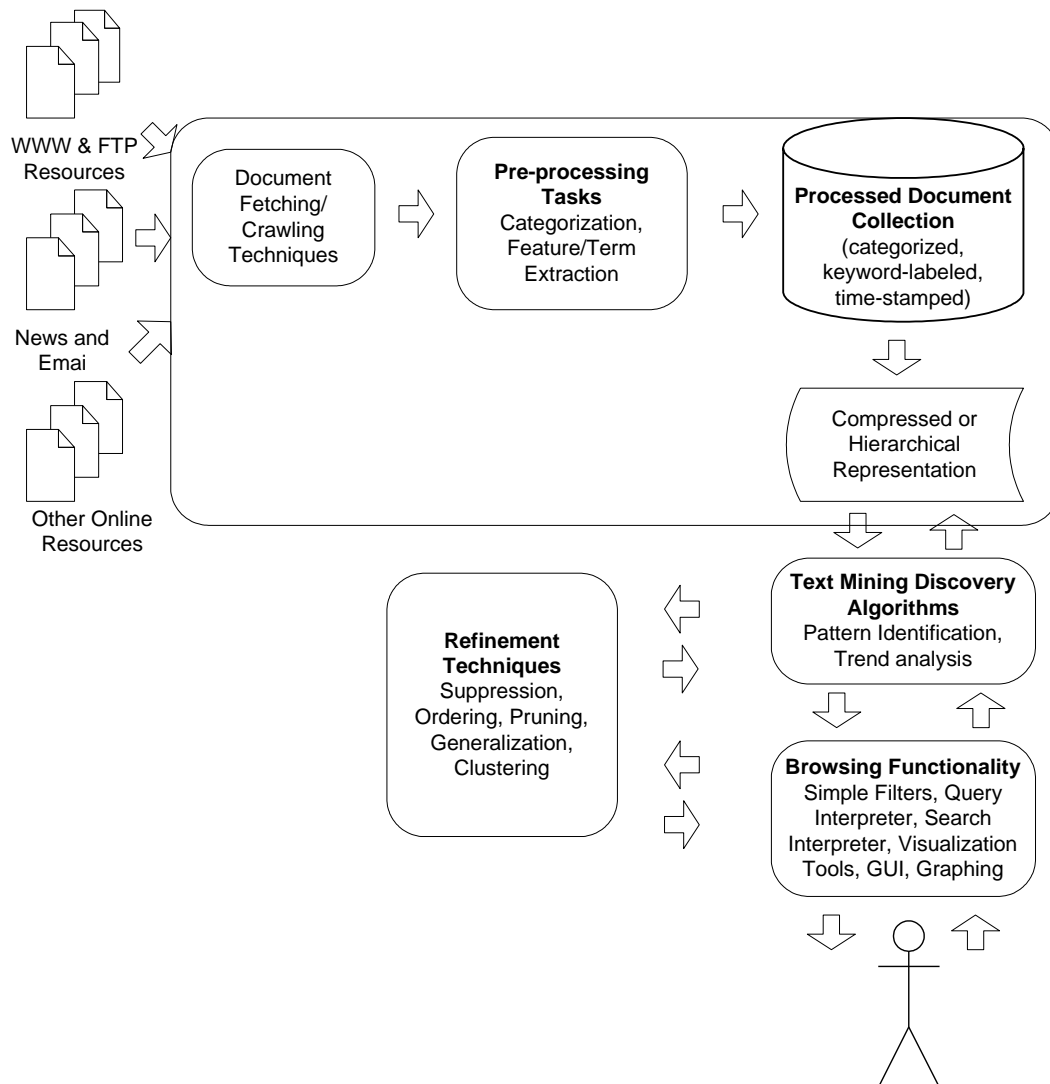 WWW & FTP
Resources
News and
Emai
Other Online
Resources
Document
Fetching/
Crawling
Techniques
Pre-processing
Tasks
Categorization,
Feature/Term
Extraction
Processed Document
Collection
(categorized,
keyword-labeled,
time-stamped)
Compressed or
Hierarchical
Representation
Text Mining Discovery
Algorithms
Pattern Identification,
Trend analysis
Refinement
Techniques
Suppression,
Ordering, Pruning,
Generalization,
Clustering
Browsing Functionality
Simple Filters, Query
Interpreter, Search
Interpreter, Visualization
Tools, GUI, Graphing